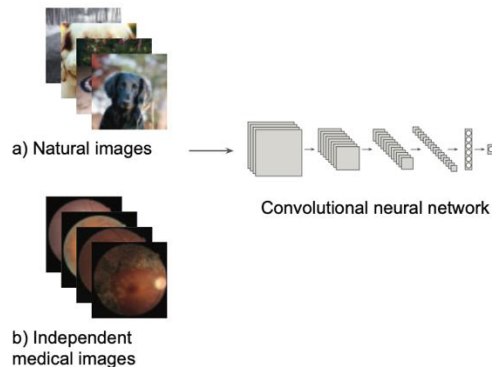 a) Natural images
Convolutional neural network
b) Independent
medical images